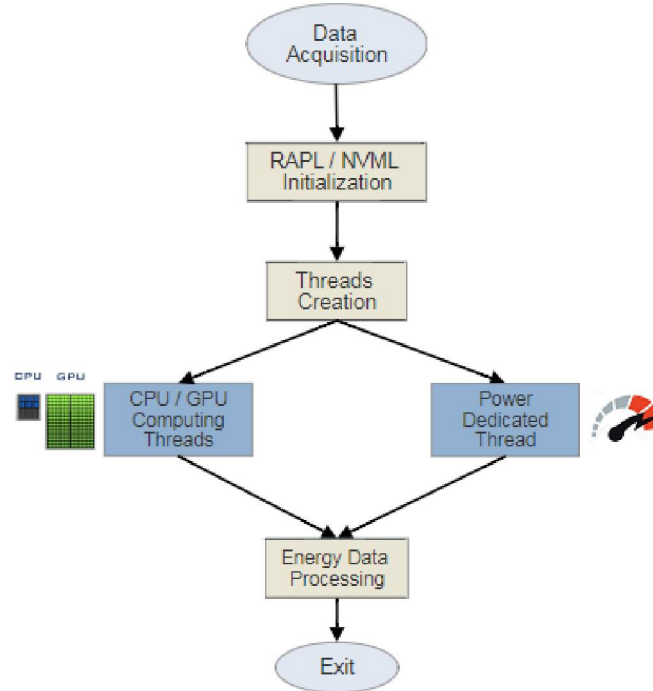 Data
Acquisition
RAPL / NVML
Initialization
Threads
Creation
CPU GPU
CPU / GPU
Computing
Threads
Power
Dedicated
Thread
Energy Data
Processing
Exit